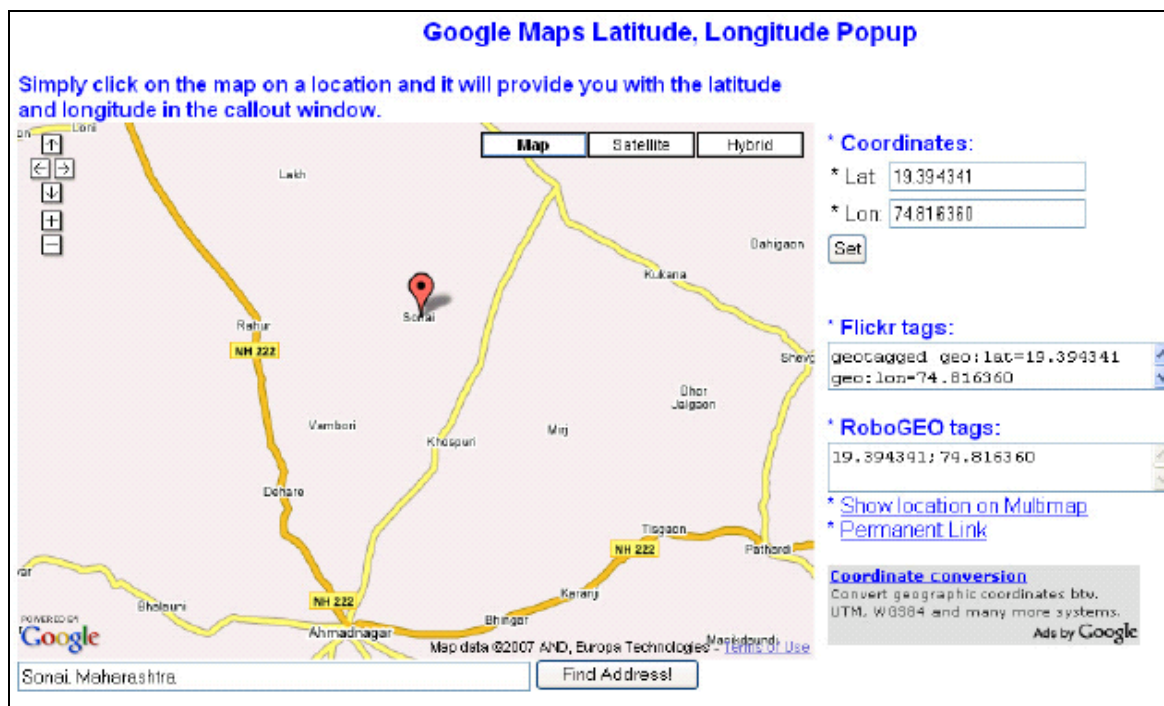 Google Maps Latitude, Longitude Popup
Simply click on the map on a location and it will provide you with the latitude
and longitude in the callout window.
Loni
Map
Satellite
Hybrid
Lakh
Dahigaon
Kukana
Sonai
Rahur
NH 222
Shevg
Dhor
Jalgaon
Vambori
Mirj
Khospuri
Dehare
Tisgaon
NH 222
Pathardi
Karanji
NH 222
Bhalauni
Bhingar
Ahmadnagar
POWERED BY
Google
Map data ©2007 AND, Europa Technologies - Terms of Use
Sonai, Maharashtra
Find Address!
* Coordinates:
* Lat: 19.394341
* Lon: 74.816360
Set
* Flickr tags:
geotagged geo:lat=19.394341
geo:lon=74.816360
* RoboGEO tags:
19.394341;74.816360
* Show location on Multimap
* Permanent Link
Coordinate conversion
Convert geographic coordinates btw.
UTM, WGS84 and many more systems.
Ads by Google